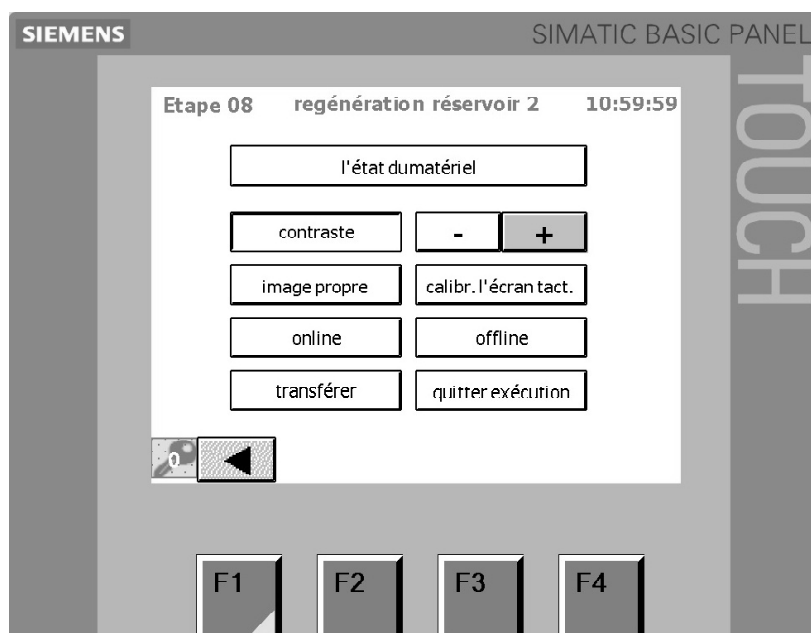 SIEMENS
SIMATIC BASIC PANEL
TOUCH
Etape 08 regénération réservoir 2 10:59:59
l'état dumatériel
contraste - +
image propre calibr. l'écran tact.
online offline
transférer quitter exécution
0
F1 F2 F3 F4